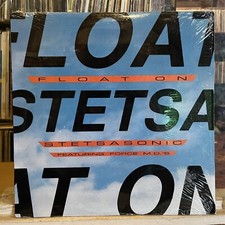 FLOAT
FLOAT ON
STETSA
STETSASONIC
FEATURING: FORCE M.D.'S
AT ON